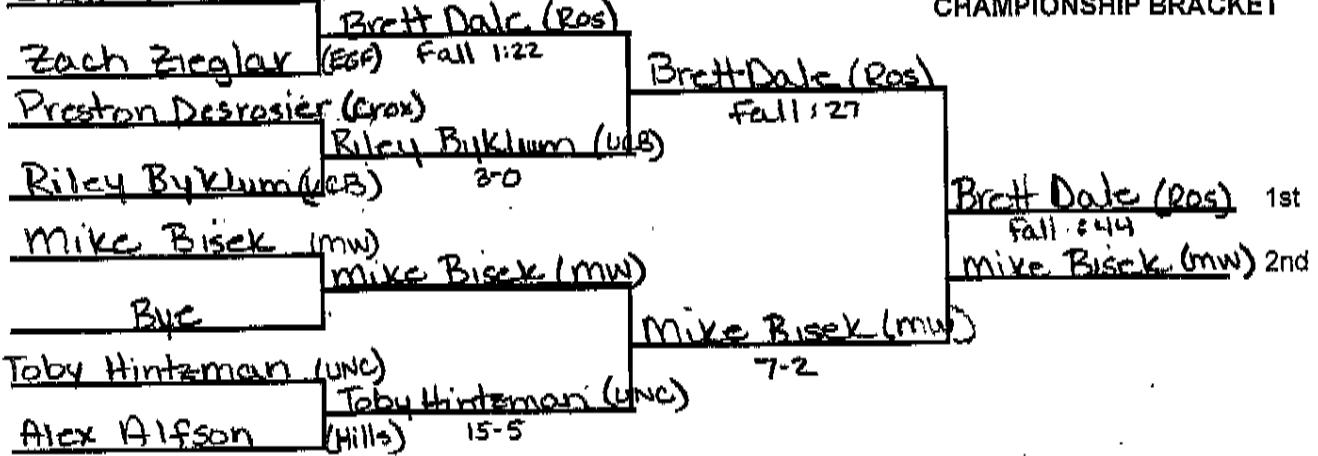 CHAMPIONSHIP BRACKET
Brett Dale (Ros)
Zach Zieglar (EGF) Fall 1:22
Brett Dale (Ros)
Fall :27
Preston Desrosier (Crox)
Riley Byklum (UCB)
3-0
Riley Byklum (UCB)
Brett Dale (Ros) 1st
Fall :44
Mike Bisek (MW)
Mike Bisek (MW) 2nd
Mike Bisek (MW)
Bye
Mike Bisek (MW)
7-2
Toby Hintzman (UNC)
Toby Hintzman (UNC)
Alex Alfson (Hills) 15-5